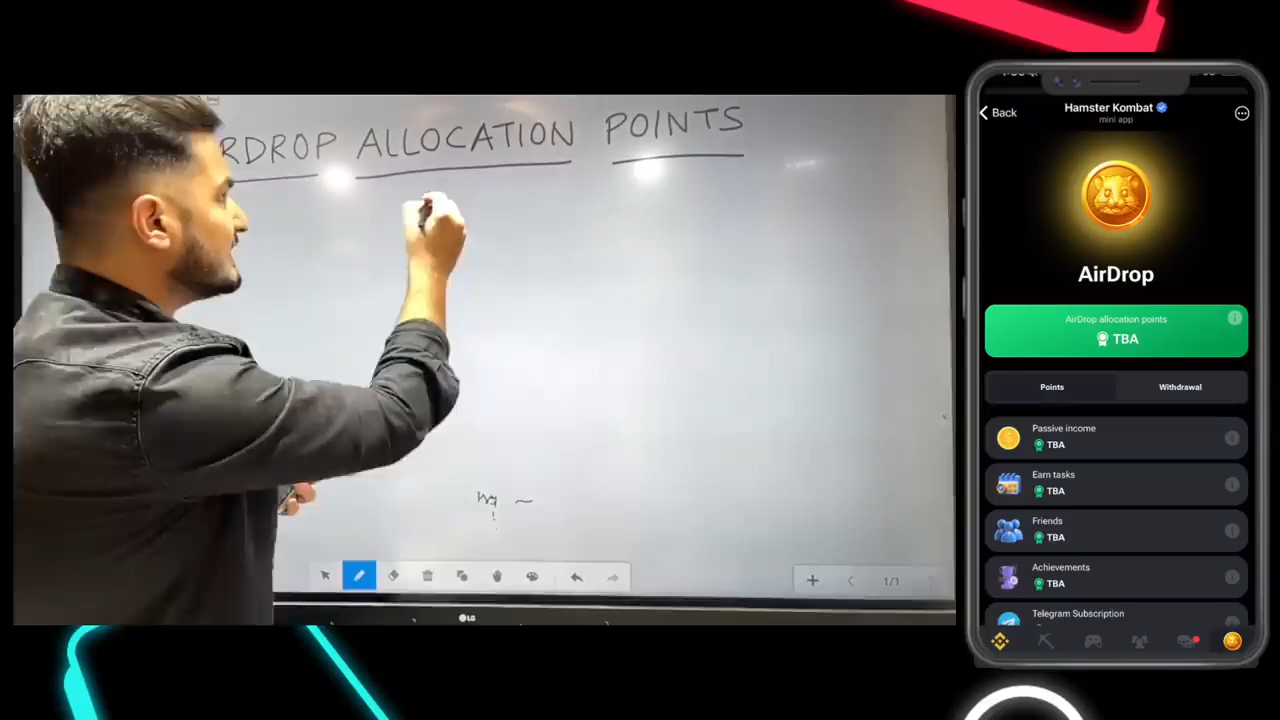 RDROP ALLOCATION POINTS
1/1
LG
Back
Hamster Kombat
mini app
AirDrop
AirDrop allocation points
TBA
Points
Withdrawal
Passive income
TBA
Earn tasks
TBA
Friends
TBA
Achievements
TBA
Telegram Subscription